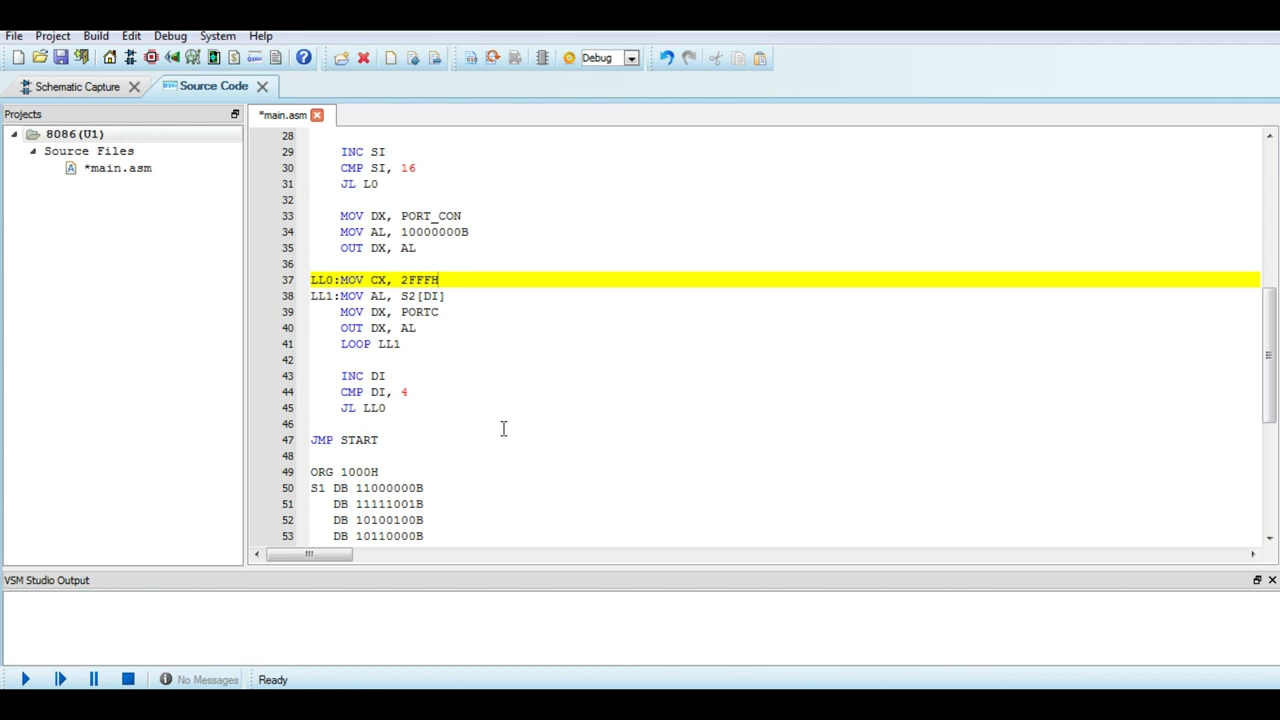 File Project Build Edit Debug System Help
Debug
Schematic Capture Source Code
Projects
8086(U1)
Source Files
*main.asm
*main.asm
28
29 INC SI
30 CMP SI, 16
31 JL L0
32
33 MOV DX, PORT_CON
34 MOV AL, 10000000B
35 OUT DX, AL
36
37 LL0:MOV CX, 2FFFH
38 LL1:MOV AL, S2[DI]
39 MOV DX, PORTC
40 OUT DX, AL
41 LOOP LL1
42
43 INC DI
44 CMP DI, 4
45 JL LL0
46
47 JMP START
48
49 ORG 1000H
50 S1 DB 11000000B
51 DB 11111001B
52 DB 10100100B
53 DB 10110000B
VSM Studio Output
No Messages Ready